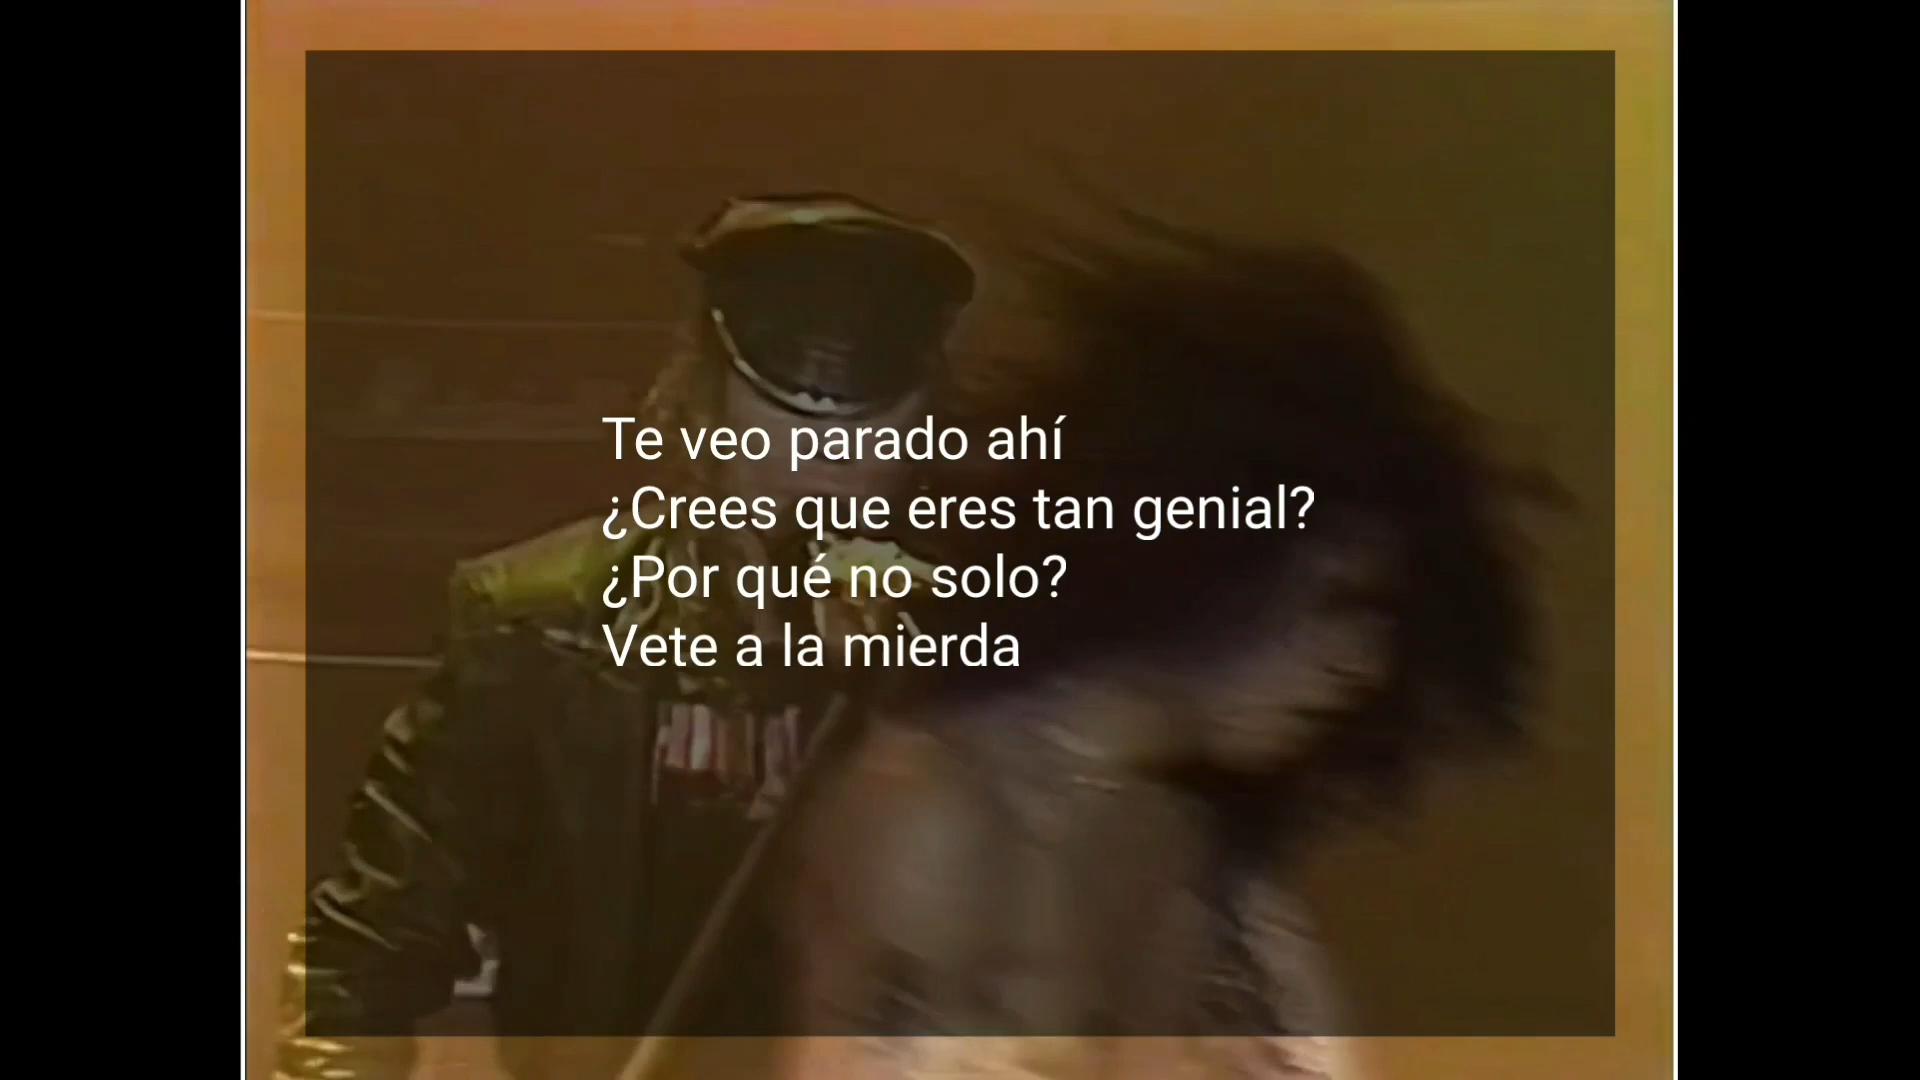 Te veo parado ahí
¿Crees que eres tan genial?
¿Por qué no solo?
Vete a la mierda